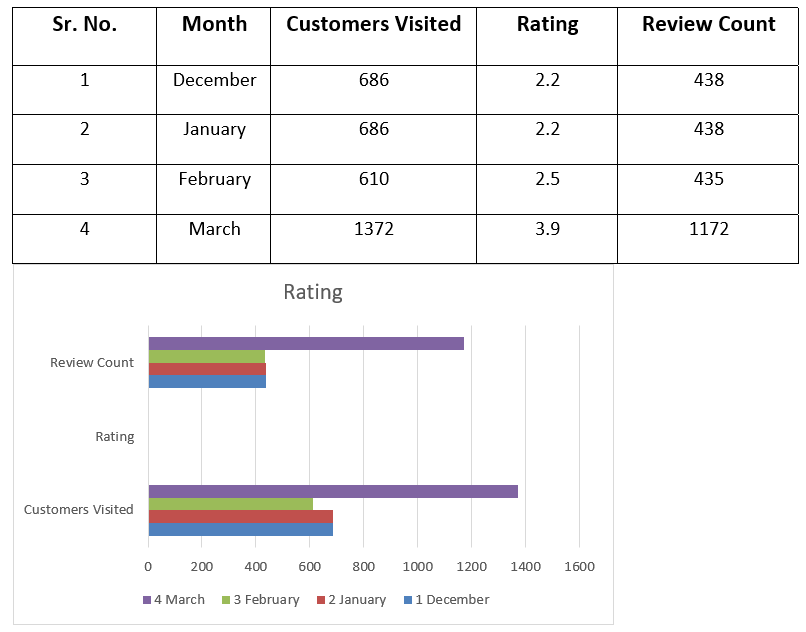 Sr. No. Month Customers Visited Rating Review Count
1 December 686 2.2 438
2 January 686 2.2 438
3 February 610 2.5 435
4 March 1372 3.9 1172
Rating
Review Count
Rating
Customers Visited
0 200 400 600 800 1000 1200 1400 1600
4 March 3 February 2 January 1 December